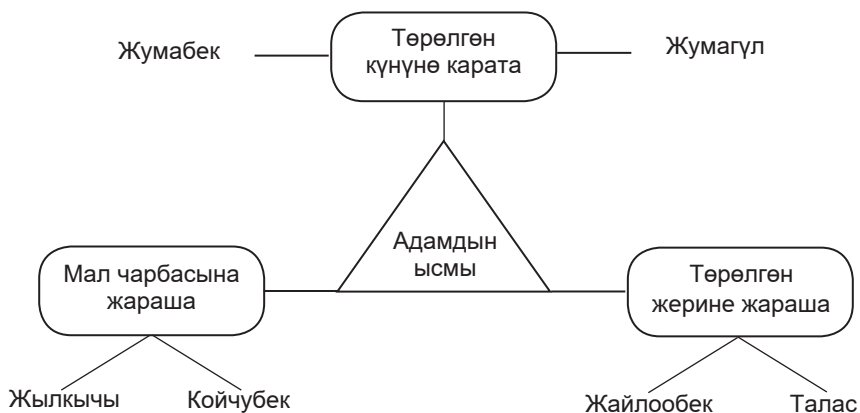 Жумабек
Төрөлгөн
күнүнө карата
Жумагүл
Адамдын
ысмы
Мал чарбасына
жараша
Төрөлгөн
жерине жараша
Жылкычы
Койчубек
Жайлообек
Талас